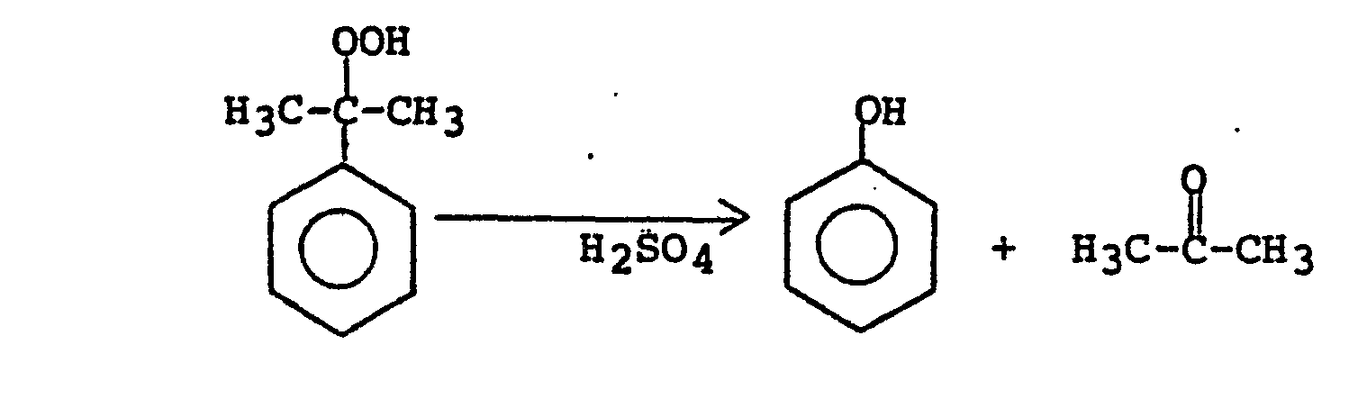 OOH
H3C-C-CH3
OH
O
H2SO4
+
H3C-C-CH3